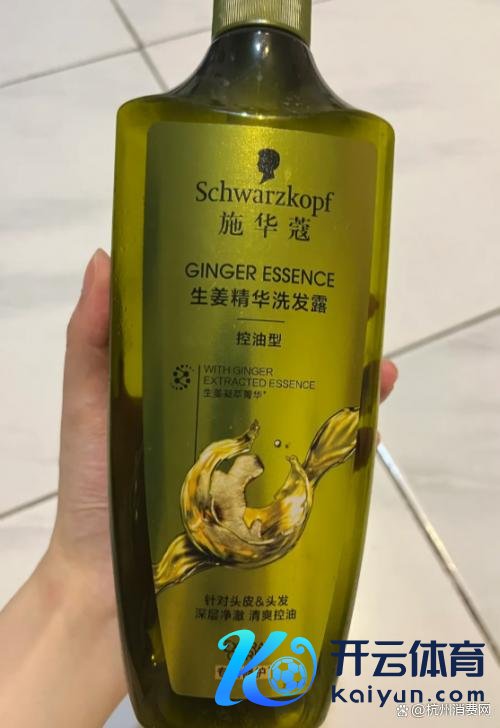 Schwarzkopf
施华蔻
GINGER ESSENCE
生姜精华洗发露
控油型
WITH GINGER
EXTRACTED ESSENCE
生姜凝萃菁华*
针对头皮&头发
深层净澈 清爽控油
开云体育
kaiyun.com
@杭州消费网